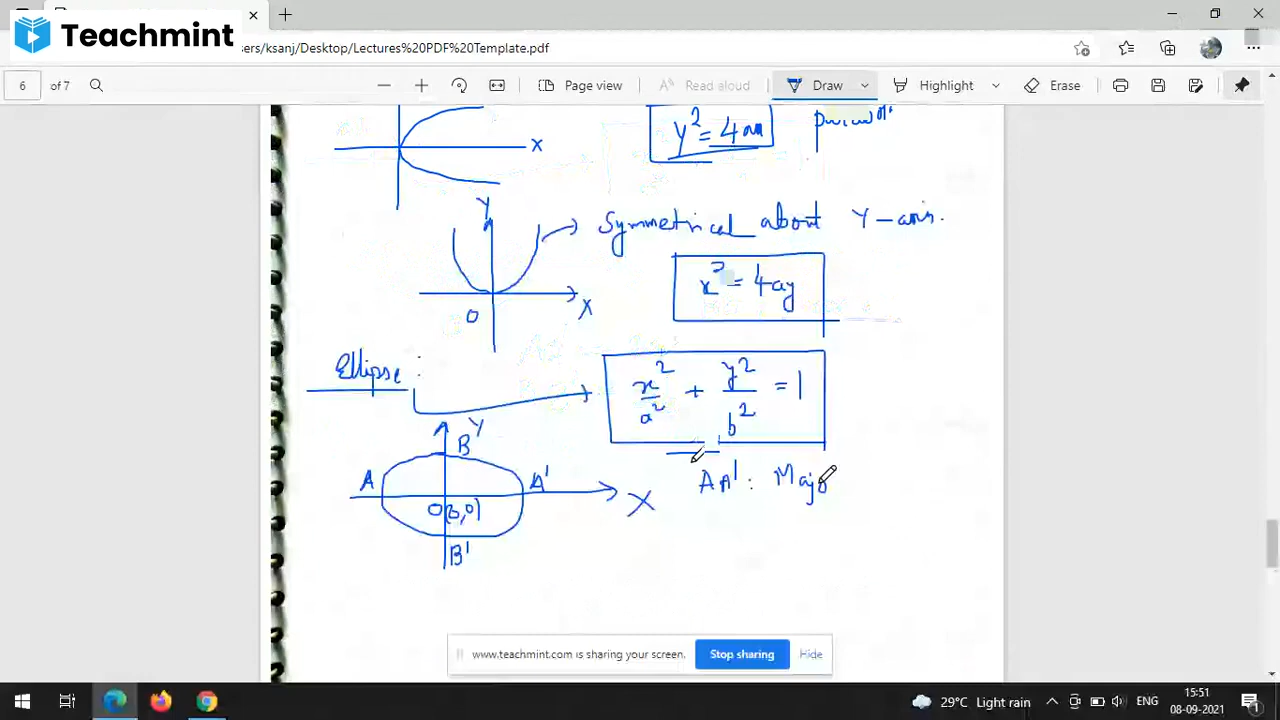 Teachmint
ers/ksanj/Desktop/Lectures%20PDF%20Template.pdf
6 of 7 Page view Read aloud Draw Highlight Erase
X
y² = 4ax
Y
Symmetrical about Y-axis.
x² = 4ay
O X
Ellipse :
x²/a² + y²/b² = 1
Y
B
A A'
O(0,0) X
B'
AA' : Majo
www.teachmint.com is sharing your screen. Stop sharing Hide
29°C Light rain ENG 15:51
08-09-2021